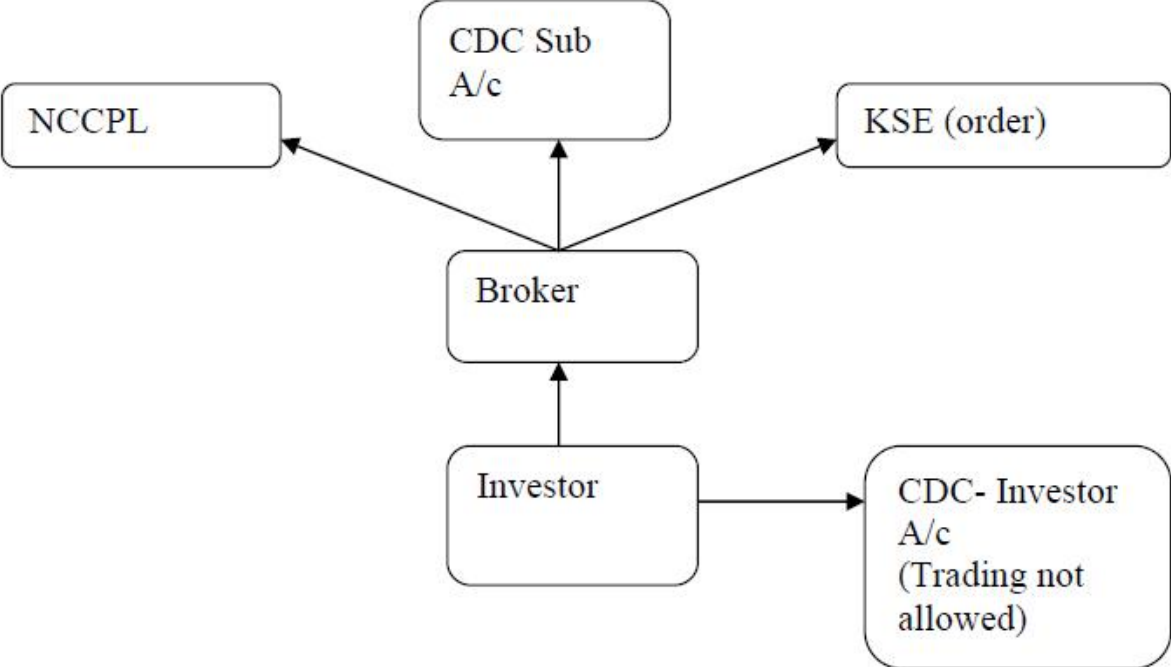 CDC Sub
A/c
NCCPL
KSE (order)
Broker
Investor
CDC- Investor
A/c
(Trading not
allowed)